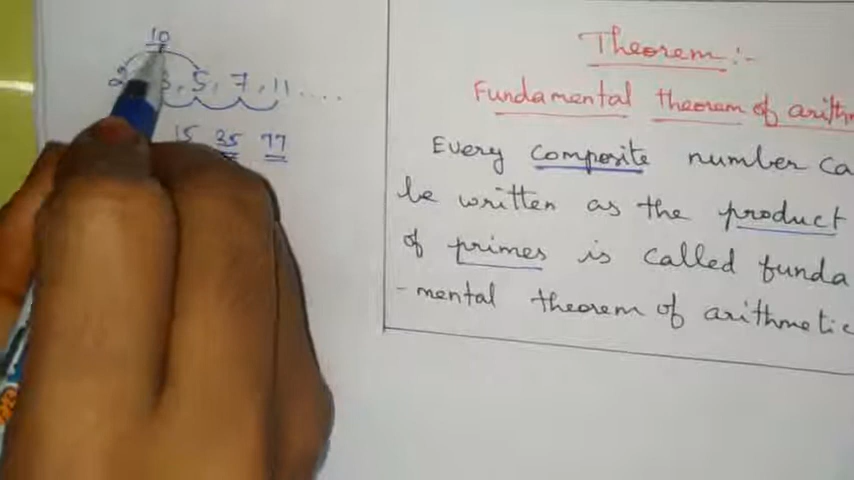 10
2 3, 5, 7, 11 ....
15 35 77
Theorem :-
Fundamental theorem of arithm
Every composite number ca
be written as the product
of primes is called funda
-mental theorem of arithmetic